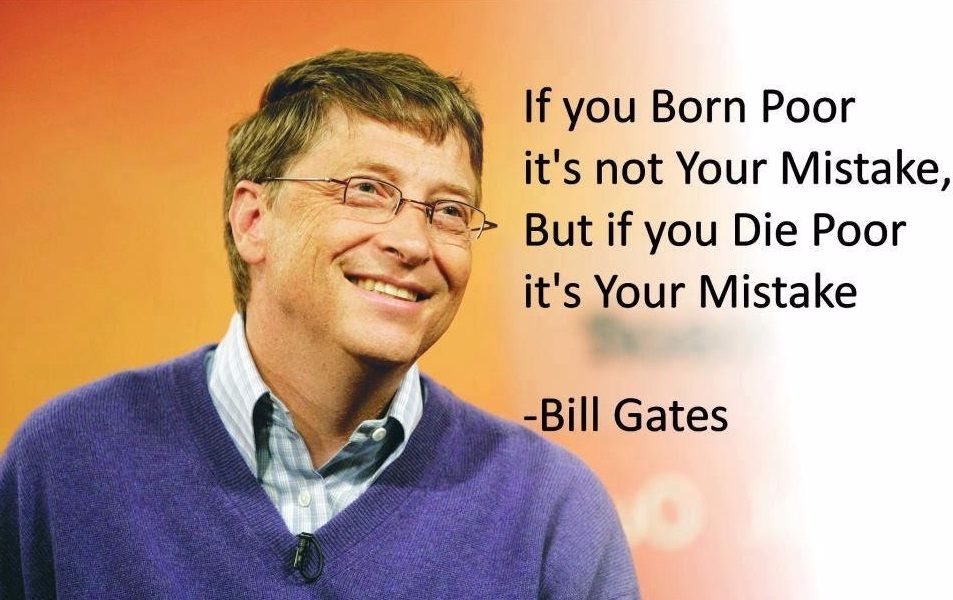 If you Born Poor
it's not Your Mistake,
But if you Die Poor
it's Your Mistake
-Bill Gates